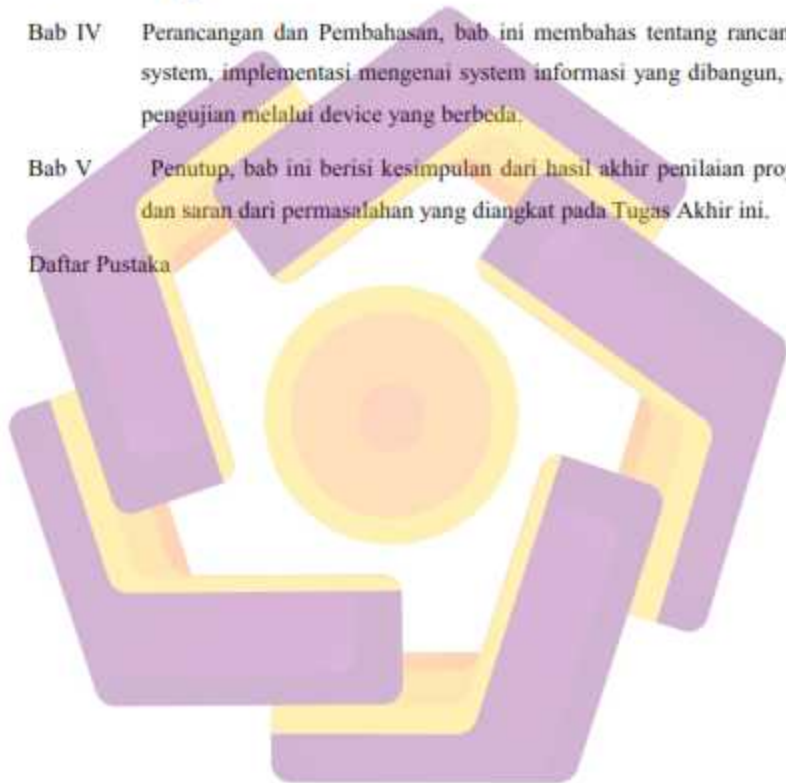 Bab IV Perancangan dan Pembahasan, bab ini membahas tentang
system, implementasi mengenai system informasi yang dibangun,
pengujian melalui device yang berbeda.
Bab V Penutup, bab ini berisi kesimpulan dari hasil akhir penilaian
dan saran dari permasalahan yang diangkat pada Tugas Akhir ini.
Daftar Pustaka